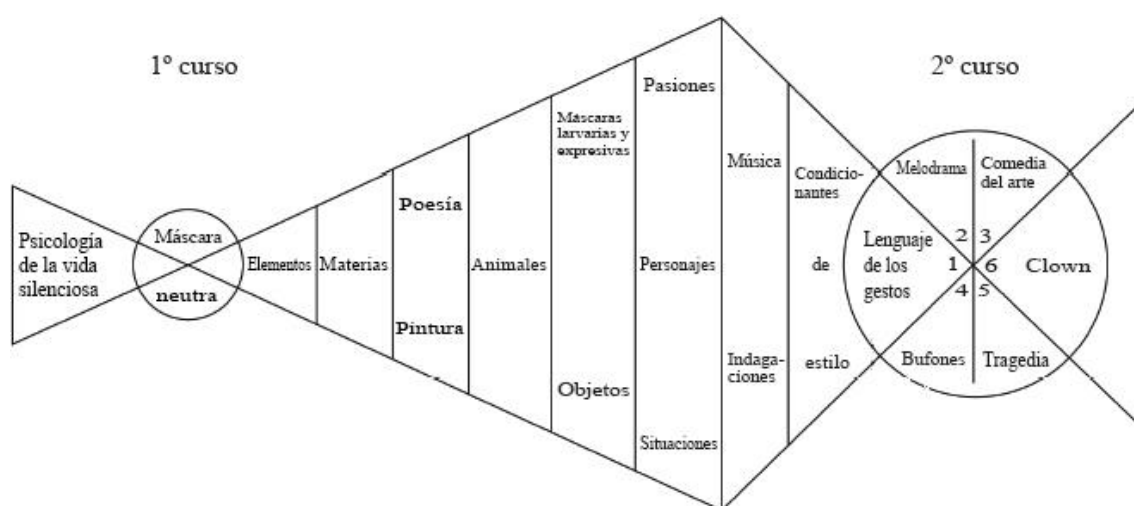 1º curso
2º curso
Psicología
de la vida
silenciosa
Máscara
neutra
Elementos
Materias
Poesía
Pintura
Animales
Máscaras
larvarias y
expresivas
Objetos
Pasiones
Personajes
Situaciones
Música
Indaga-
ciones
Condicio-
nantes
de
estilo
Melodrama
Comedia
del arte
Lenguaje
de los
gestos
2
3
1
6
4
5
Clown
Bufones
Tragedia